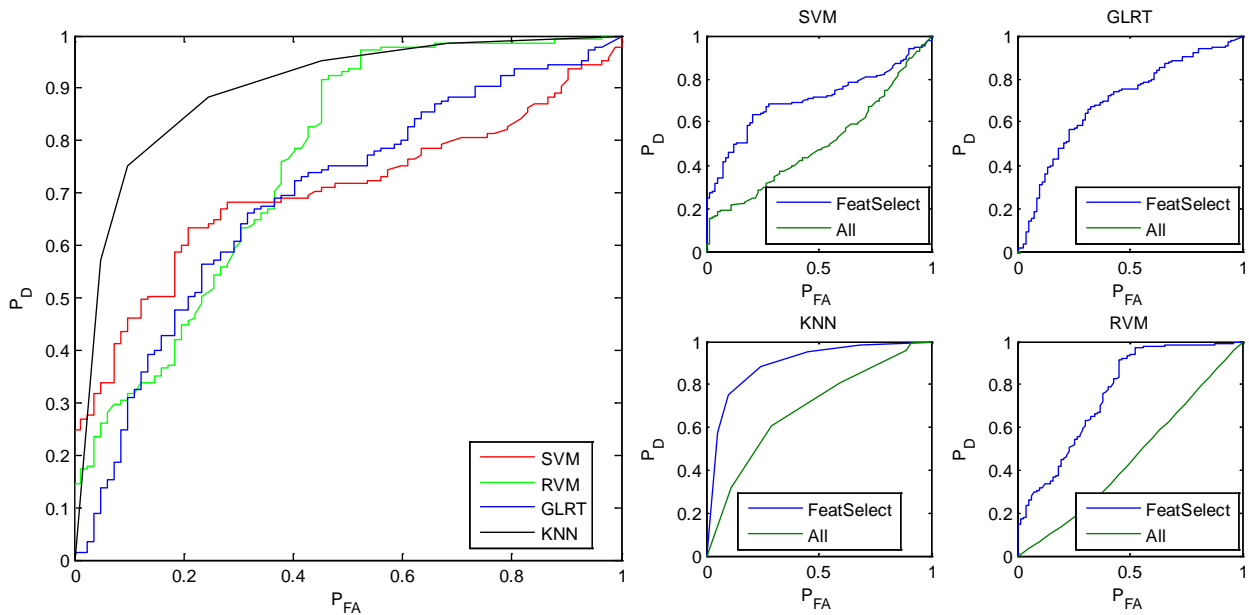 1
0.9
0.8
0.7
0.6
0.5
0.4
0.3
0.2
0.1
0
P_D
0 0.2 0.4 0.6 0.8 1
P_FA
SVM
RVM
GLRT
KNN
SVM
1
0.8
0.6
0.4
0.2
0
P_D
0 0.5 1
P_FA
FeatSelect
All
GLRT
1
0.8
0.6
0.4
0.2
0
P_D
0 0.5 1
P_FA
FeatSelect
All
KNN
1
0.8
0.6
0.4
0.2
0
P_D
0 0.5 1
P_FA
FeatSelect
All
RVM
1
0.8
0.6
0.4
0.2
0
P_D
0 0.5 1
P_FA
FeatSelect
All